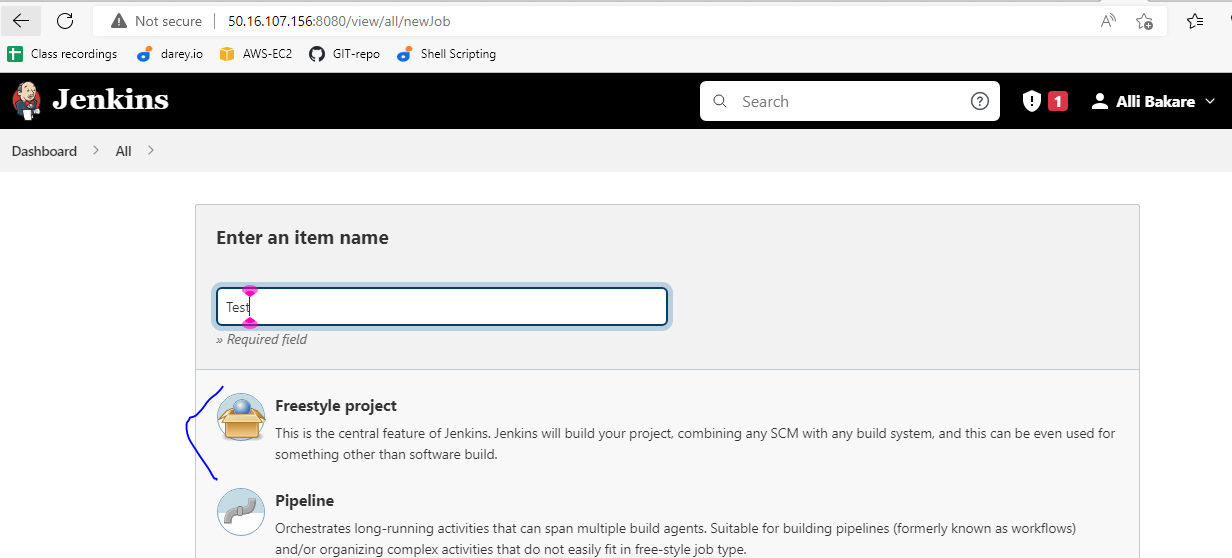 Not secure | 50.16.107.156:8080/view/all/newJob
Class recordings darey.io AWS-EC2 GIT-repo Shell Scripting
Jenkins Search 1 Alli Bakare
Dashboard > All >
Enter an item name
Test
» Required field
Freestyle project
This is the central feature of Jenkins. Jenkins will build your project, combining any SCM with any build system, and this can be even used for
something other than software build.
Pipeline
Orchestrates long-running activities that can span multiple build agents. Suitable for building pipelines (formerly known as workflows)
and/or organizing complex activities that do not easily fit in free-style job type.